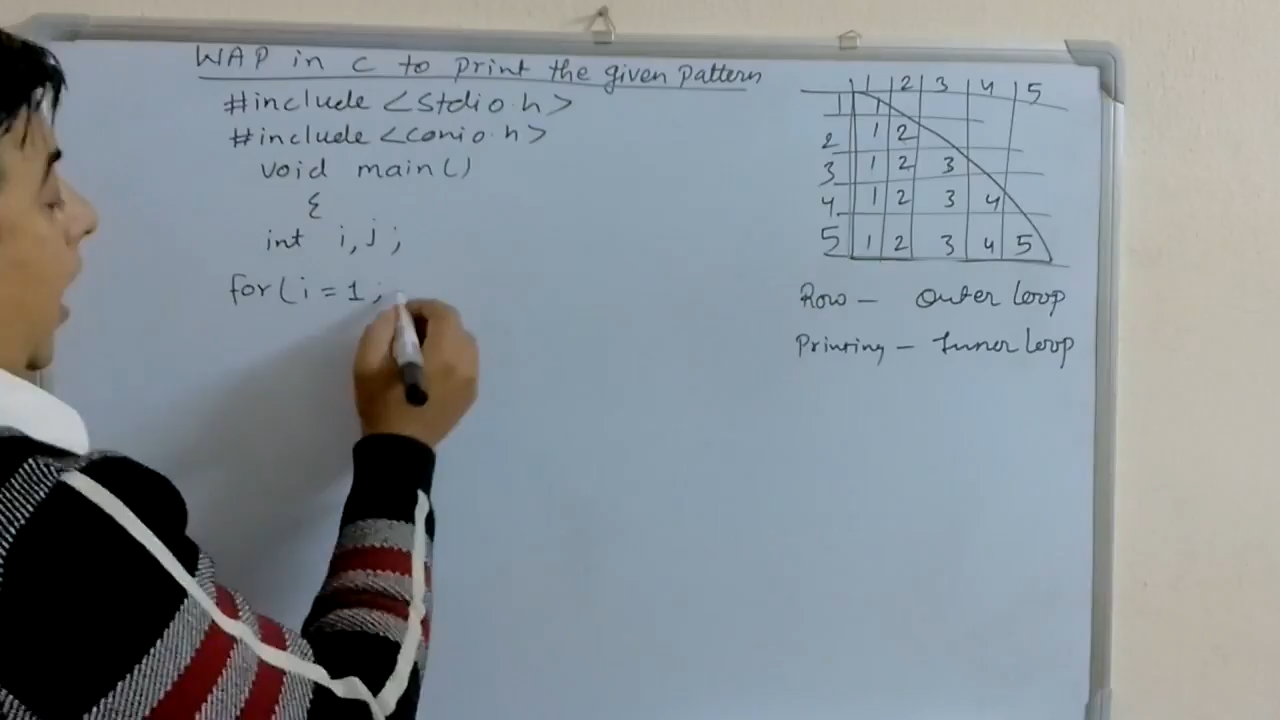 WAP in c to print the given pattern
#include <stdio.h>
#include <conio.h>
void main()
{
int i,j;
for(i=1;
1 2 3 4 5
1 1
2 1 2
3 1 2 3
4 1 2 3 4
5 1 2 3 4 5
Row - Outer loop
Printing - Inner loop